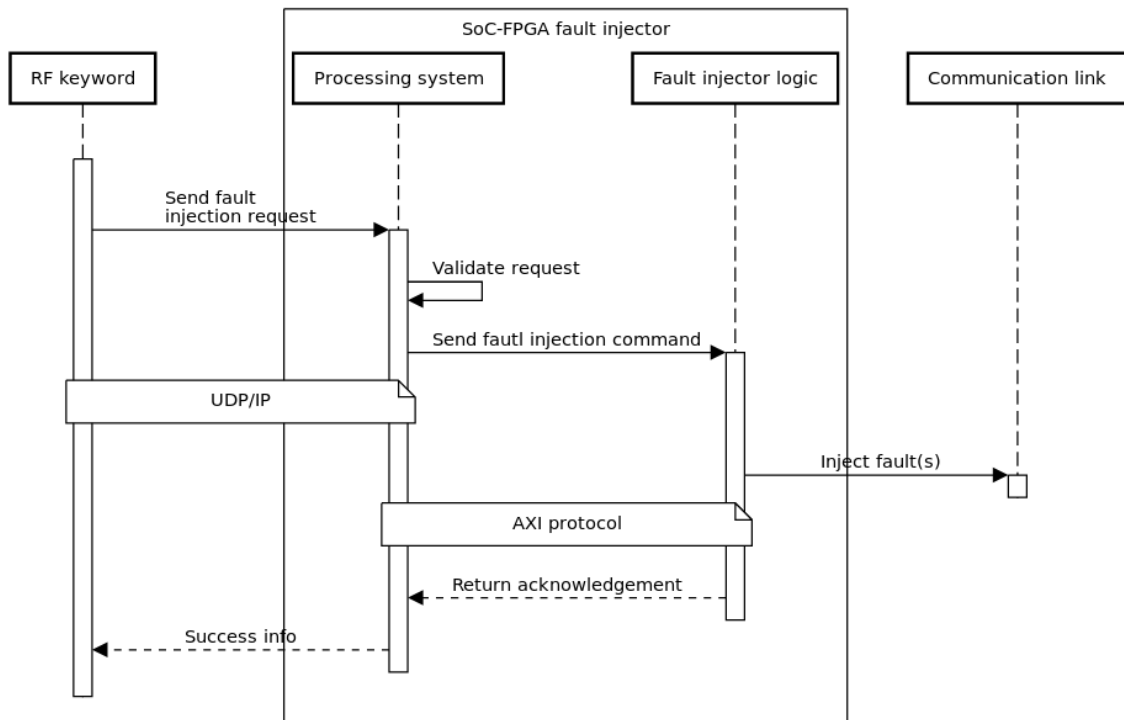 SoC-FPGA fault injector
RF keyword
Processing system
Fault injector logic
Communication link
Send fault
injection request
Validate request
Send fautl injection command
UDP/IP
Inject fault(s)
AXI protocol
Return acknowledgement
Success info